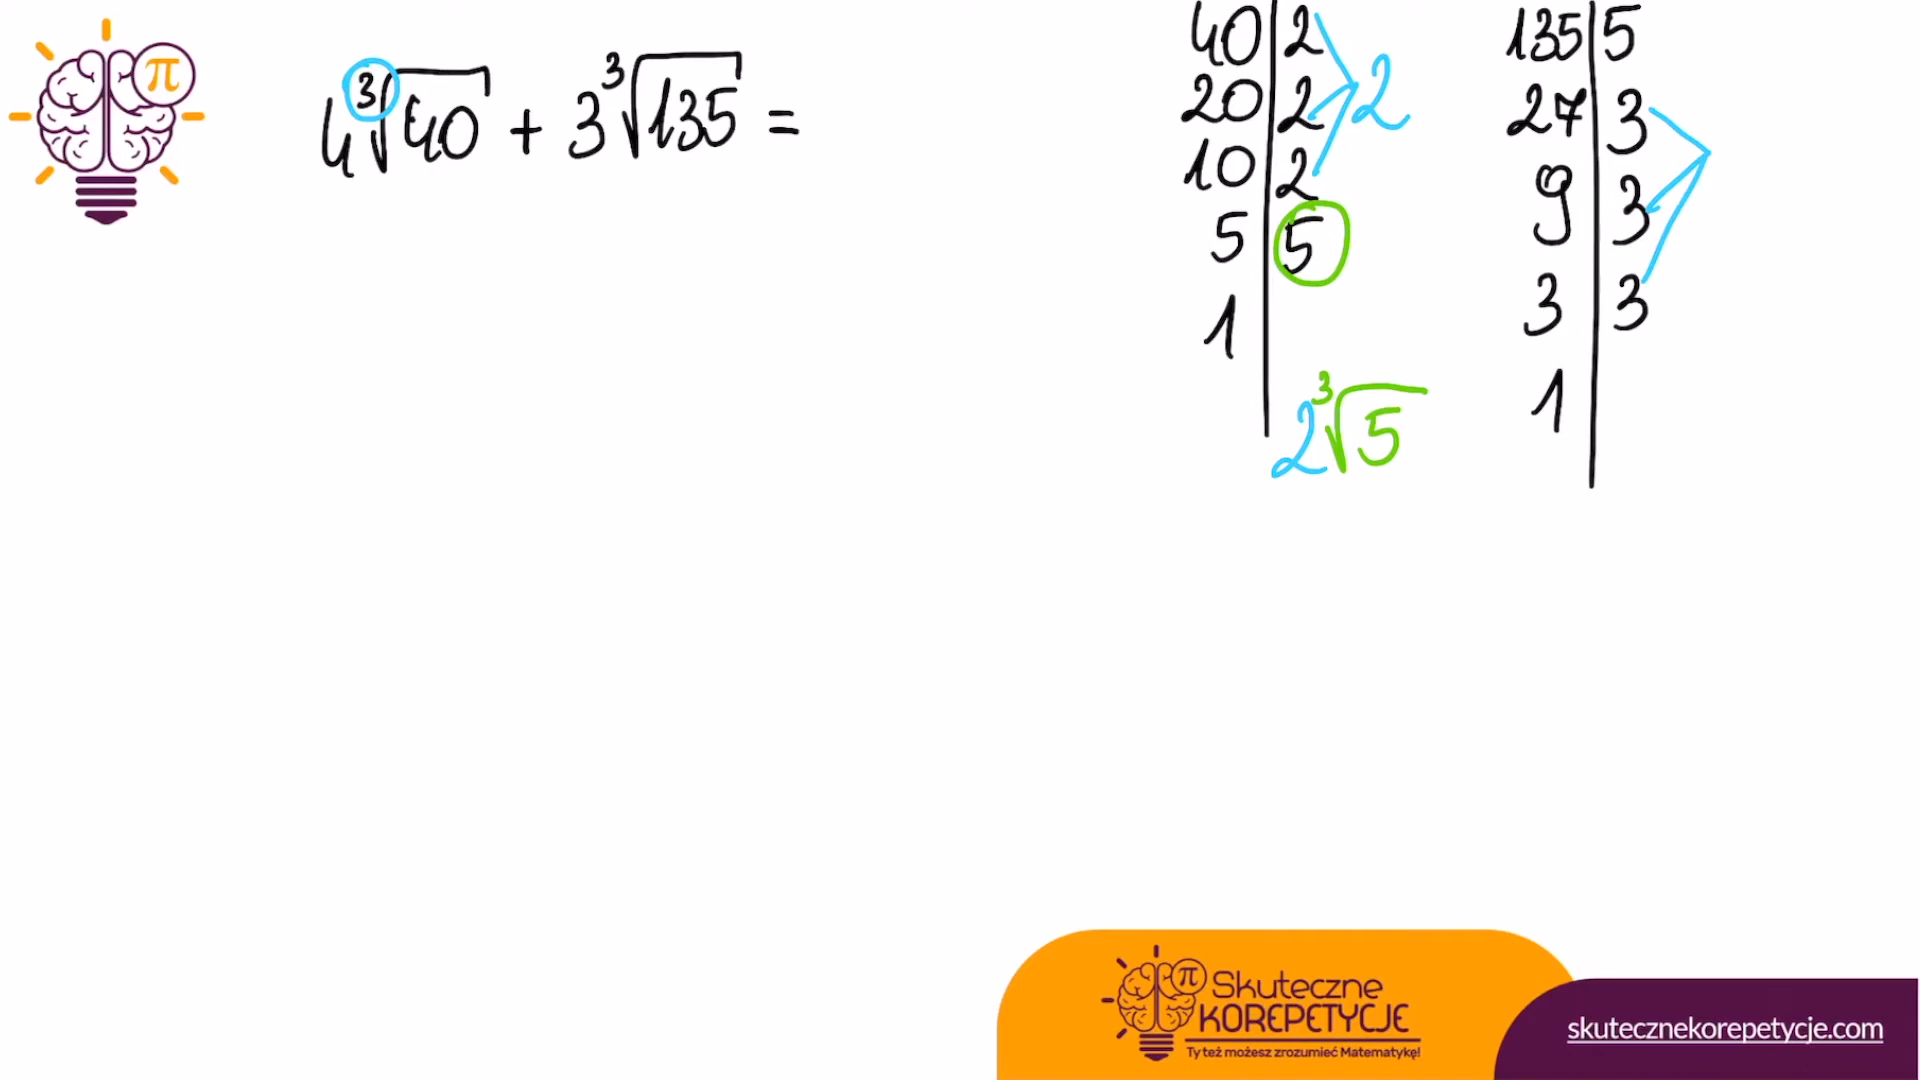 4∛40 + 3∛135 =
40 | 2
20 | 2
10 | 2
5 | 5
1
2
2∛5
135 | 5
27 | 3
9 | 3
3 | 3
1
π
π
Skuteczne
KOREPETYCJE
Ty też możesz zrozumieć Matematykę!
skutecznekorepetycje.com